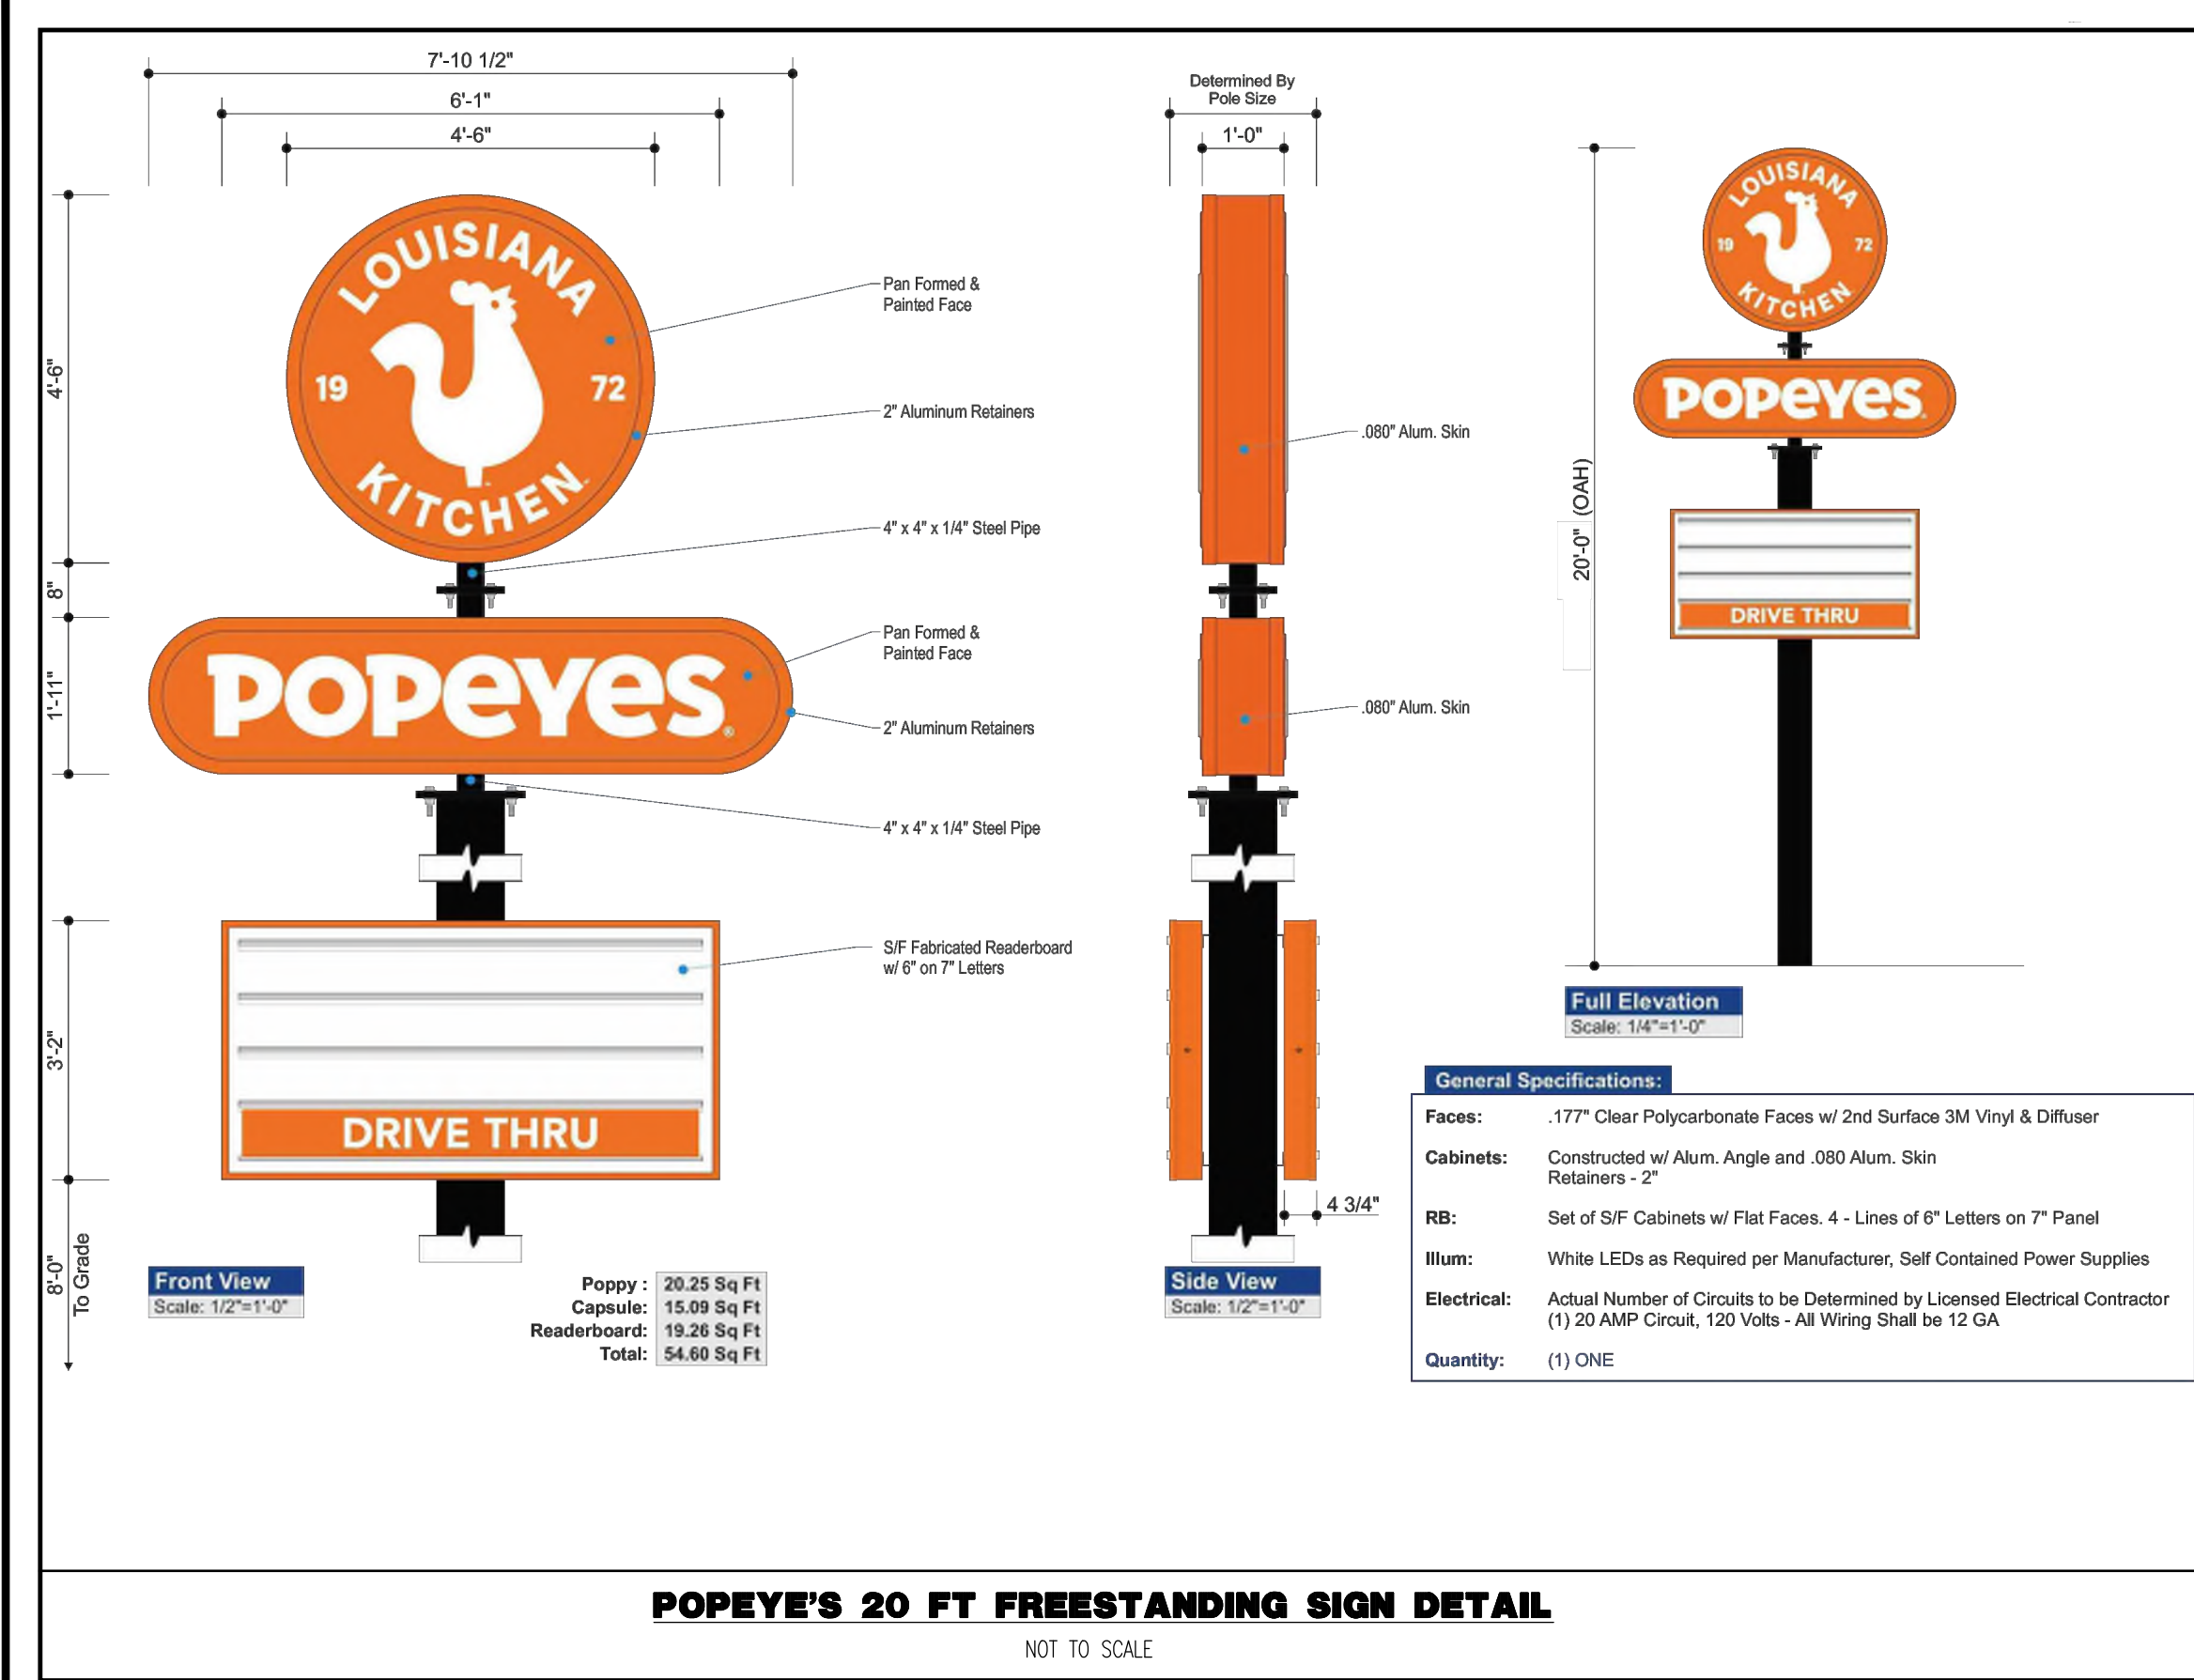 7'-10 1/2"
6'-1"
4'-6"
4'-6"
8"
1'-11"
3'-2"
8'-0"
To Grade
LOUISIANA
19 72
KITCHEN
POPEYES®
DRIVE THRU
Pan Formed &
Painted Face
2" Aluminum Retainers
4" x 4" x 1/4" Steel Pipe
Pan Formed &
Painted Face
2" Aluminum Retainers
4" x 4" x 1/4" Steel Pipe
S/F Fabricated Readerboard
w/ 6" on 7" Letters
Front View
Scale: 1/2"=1'-0"
Poppy : 20.25 Sq Ft
Capsule: 15.09 Sq Ft
Readerboard: 19.26 Sq Ft
Total: 54.60 Sq Ft
Determined By
Pole Size
1'-0"
.080" Alum. Skin
.080" Alum. Skin
4 3/4"
Side View
Scale: 1/2"=1'-0"
20'-0" (OAH)
LOUISIANA
19 72
KITCHEN
POPEYES
DRIVE THRU
Full Elevation
Scale: 1/4"=1'-0"
General Specifications:
Faces: .177" Clear Polycarbonate Faces w/ 2nd Surface 3M Vinyl & Diffuser
Cabinets: Constructed w/ Alum. Angle and .080 Alum. Skin
Retainers - 2"
RB: Set of S/F Cabinets w/ Flat Faces. 4 - Lines of 6" Letters on 7" Panel
Illum: White LEDs as Required per Manufacturer, Self Contained Power Supplies
Electrical: Actual Number of Circuits to be Determined by Licensed Electrical Contractor
(1) 20 AMP Circuit, 120 Volts - All Wiring Shall be 12 GA
Quantity: (1) ONE
POPEYE'S 20 FT FREESTANDING SIGN DETAIL
NOT TO SCALE